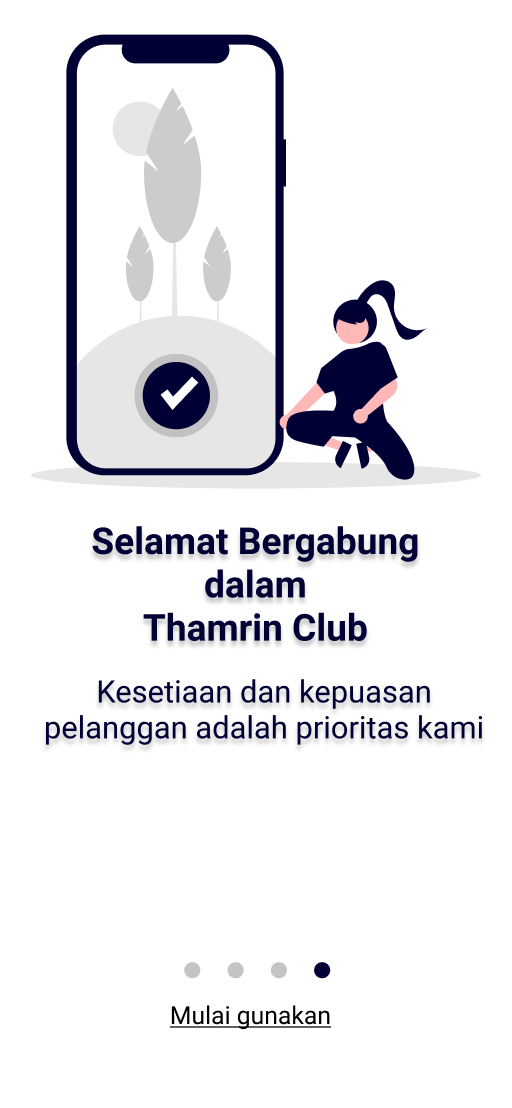 Selamat Bergabung
dalam
Thamrin Club
Kesetiaan dan kepuasan
pelanggan adalah prioritas kami
Mulai gunakan